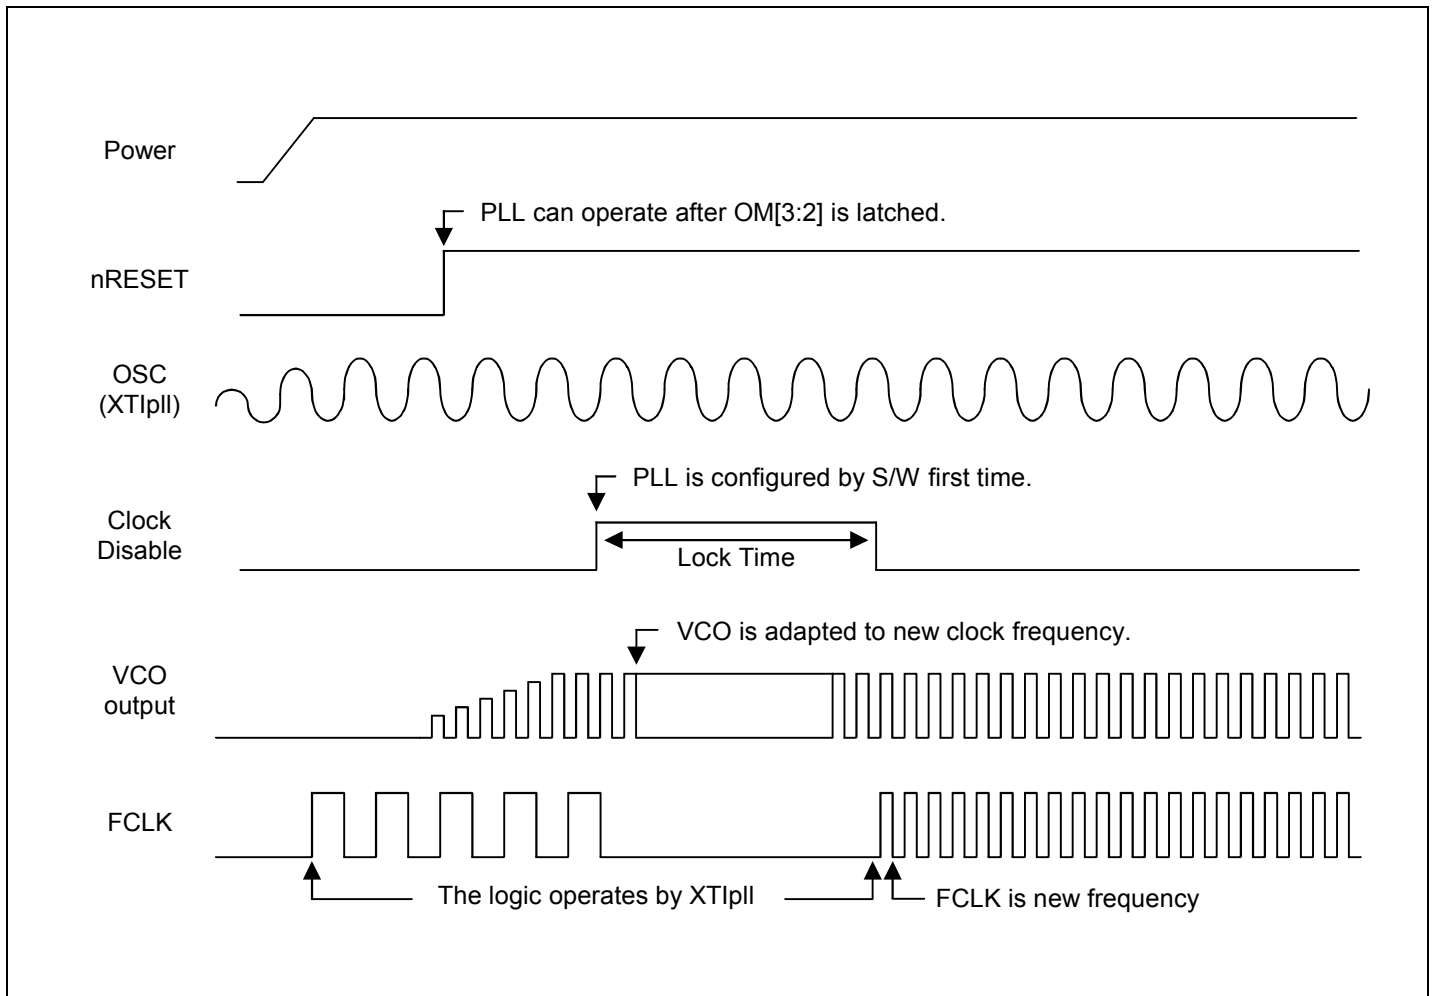 Power
PLL can operate after OM[3:2] is latched.
nRESET
OSC
(XTIpll)
PLL is configured by S/W first time.
Clock
Disable
Lock Time
VCO is adapted to new clock frequency.
VCO
output
FCLK
The logic operates by XTIpll
FCLK is new frequency